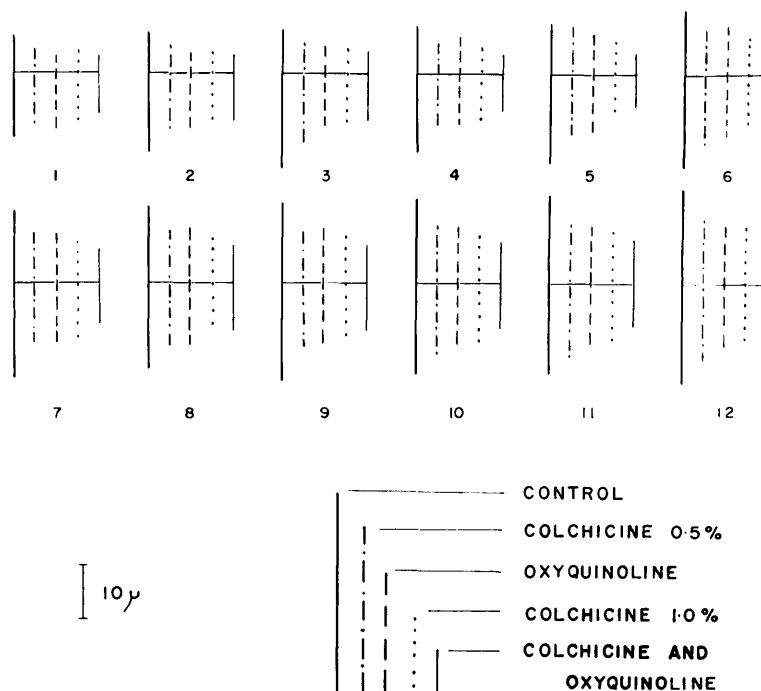 1 2 3 4 5 6
7 8 9 10 11 12
CONTROL
COLCHICINE 0·5%
OXYQUINOLINE
10 μ
COLCHICINE 1·0%
COLCHICINE AND
OXYQUINOLINE